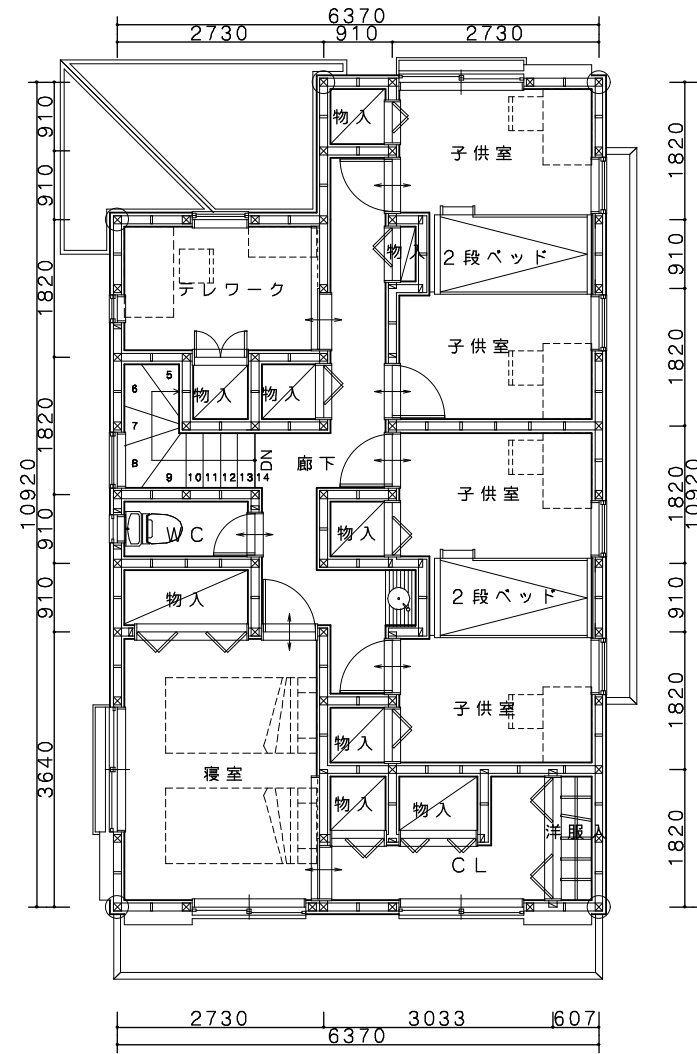 6370
2730 910 2730
910
910
1820
1820
910
910
3640
10920
1820
910
1820
1820
910
1820
1820
10920
物入
子供室
物入
2段ベッド
テレワーク
子供室
物入
物入
5
6
7
8
9 10 11 12 13 14
DN
廊下
子供室
物入
WC
物入
2段ベッド
子供室
物入
寝室
物入
物入
洋服入
CL
2730 3033 607
6370